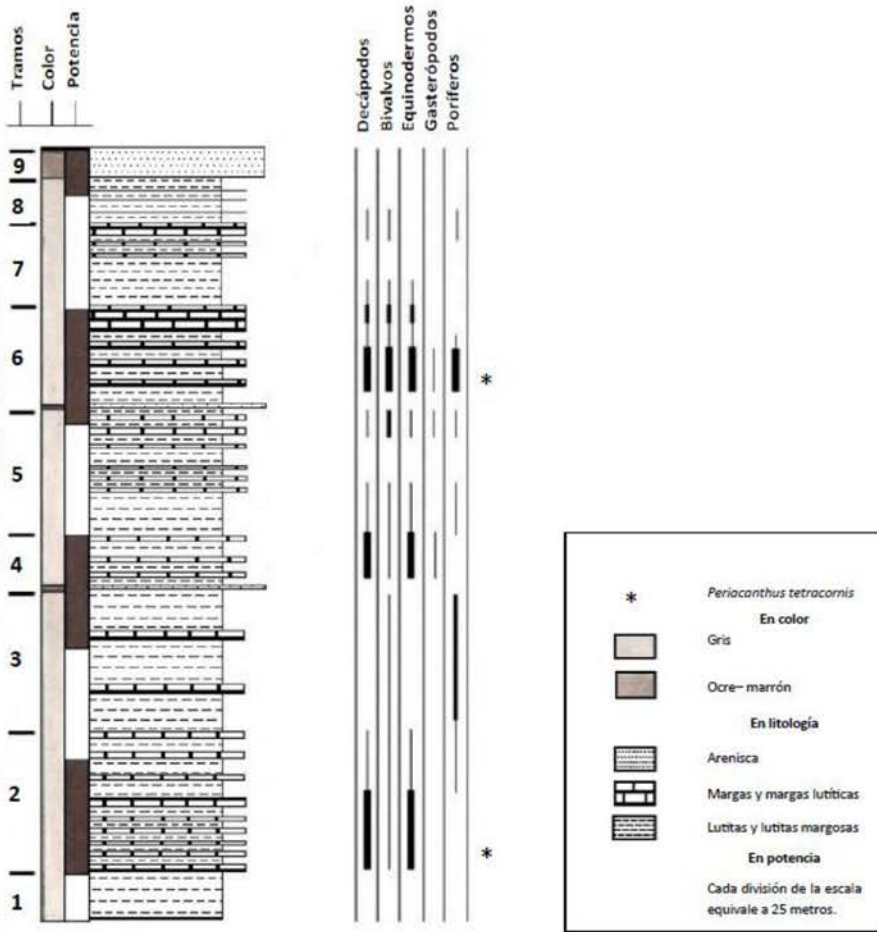 Tramos
Color
Potencia
Decápodos
Bivalvos
Equinodermos
Gasterópodos
Poríferos
9
8
7
6
*
5
4
3
2
*
1
* Periacanthus tetracornis
En color
Gris
Ocre– marrón
En litología
Arenisca
Margas y margas lutíticas
Lutitas y lutitas margosas
En potencia
Cada división de la escala
equivale a 25 metros.